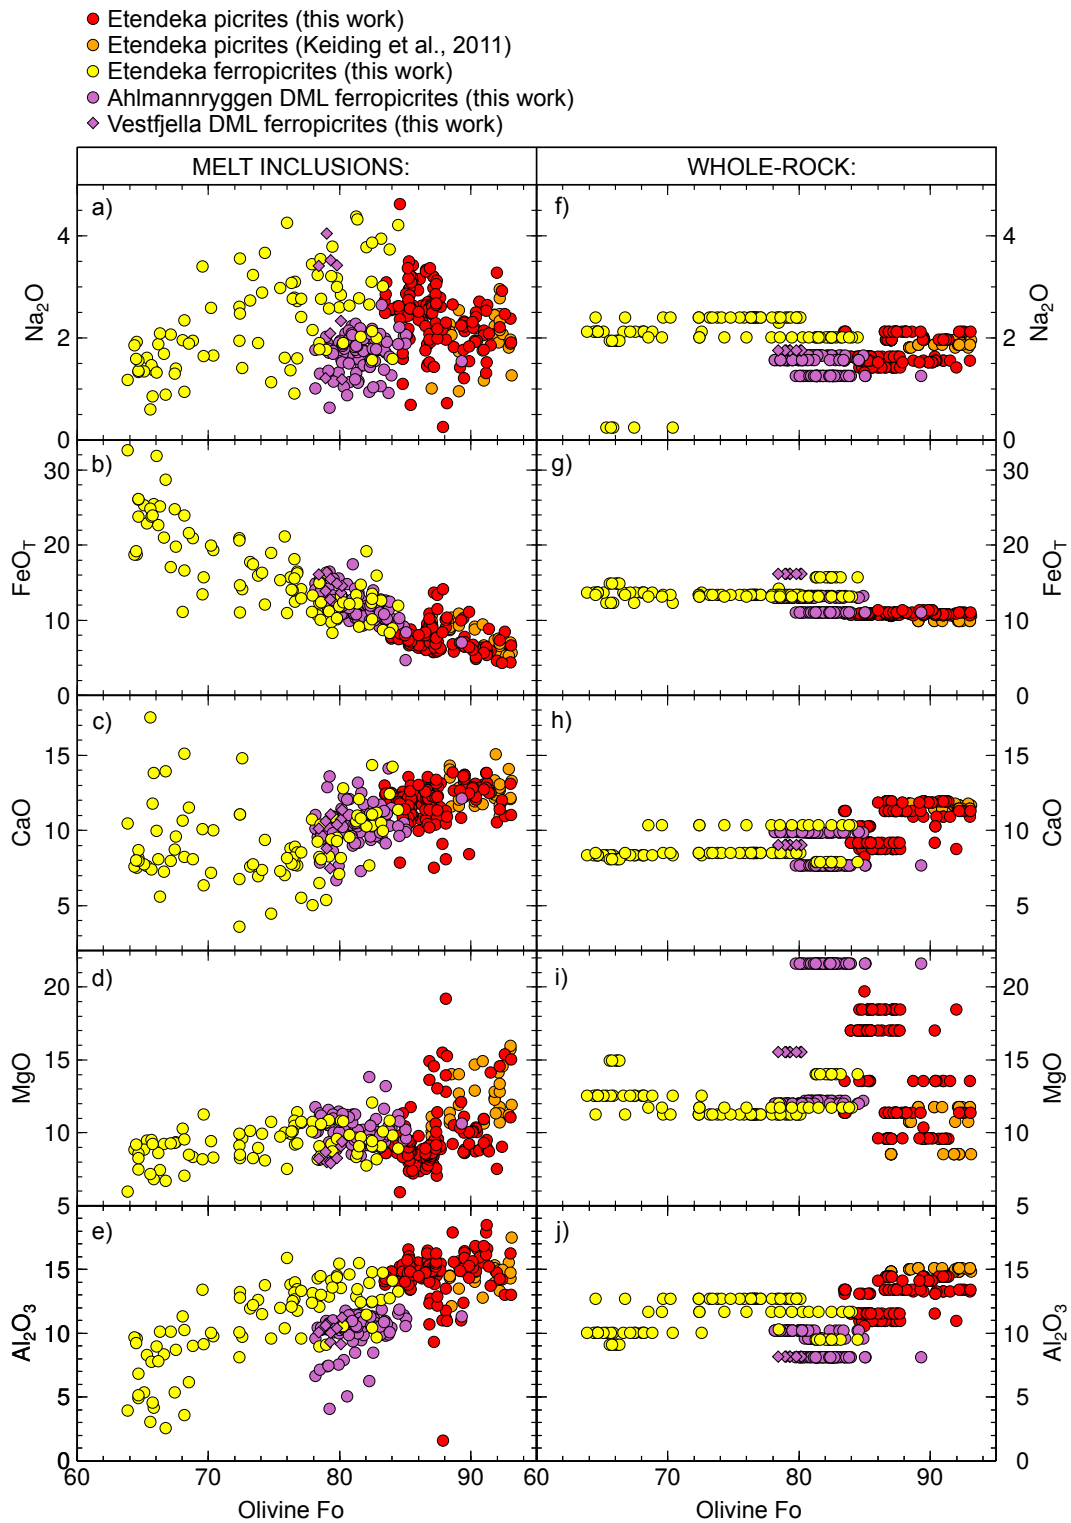 Etendeka picrites (this work)
Etendeka picrites (Keiding et al., 2011)
Etendeka ferropicrites (this work)
Ahlmannryggen DML ferropicrites (this work)
Vestfjella DML ferropicrites (this work)
MELT INCLUSIONS: WHOLE-ROCK:
a) f)
4 4
Na₂O Na₂O
2 2
0 0
b) g)
30 30
FeO_T FeO_T
20 20
10 10
0 0
c) h)
15 15
CaO CaO
10 10
5 5
d) i)
20 20
MgO MgO
15 15
10 10
5 5
e) j)
15 15
Al₂O₃ Al₂O₃
10 10
5 5
0 0
60 70 80 90 60 70 80 90
Olivine Fo Olivine Fo